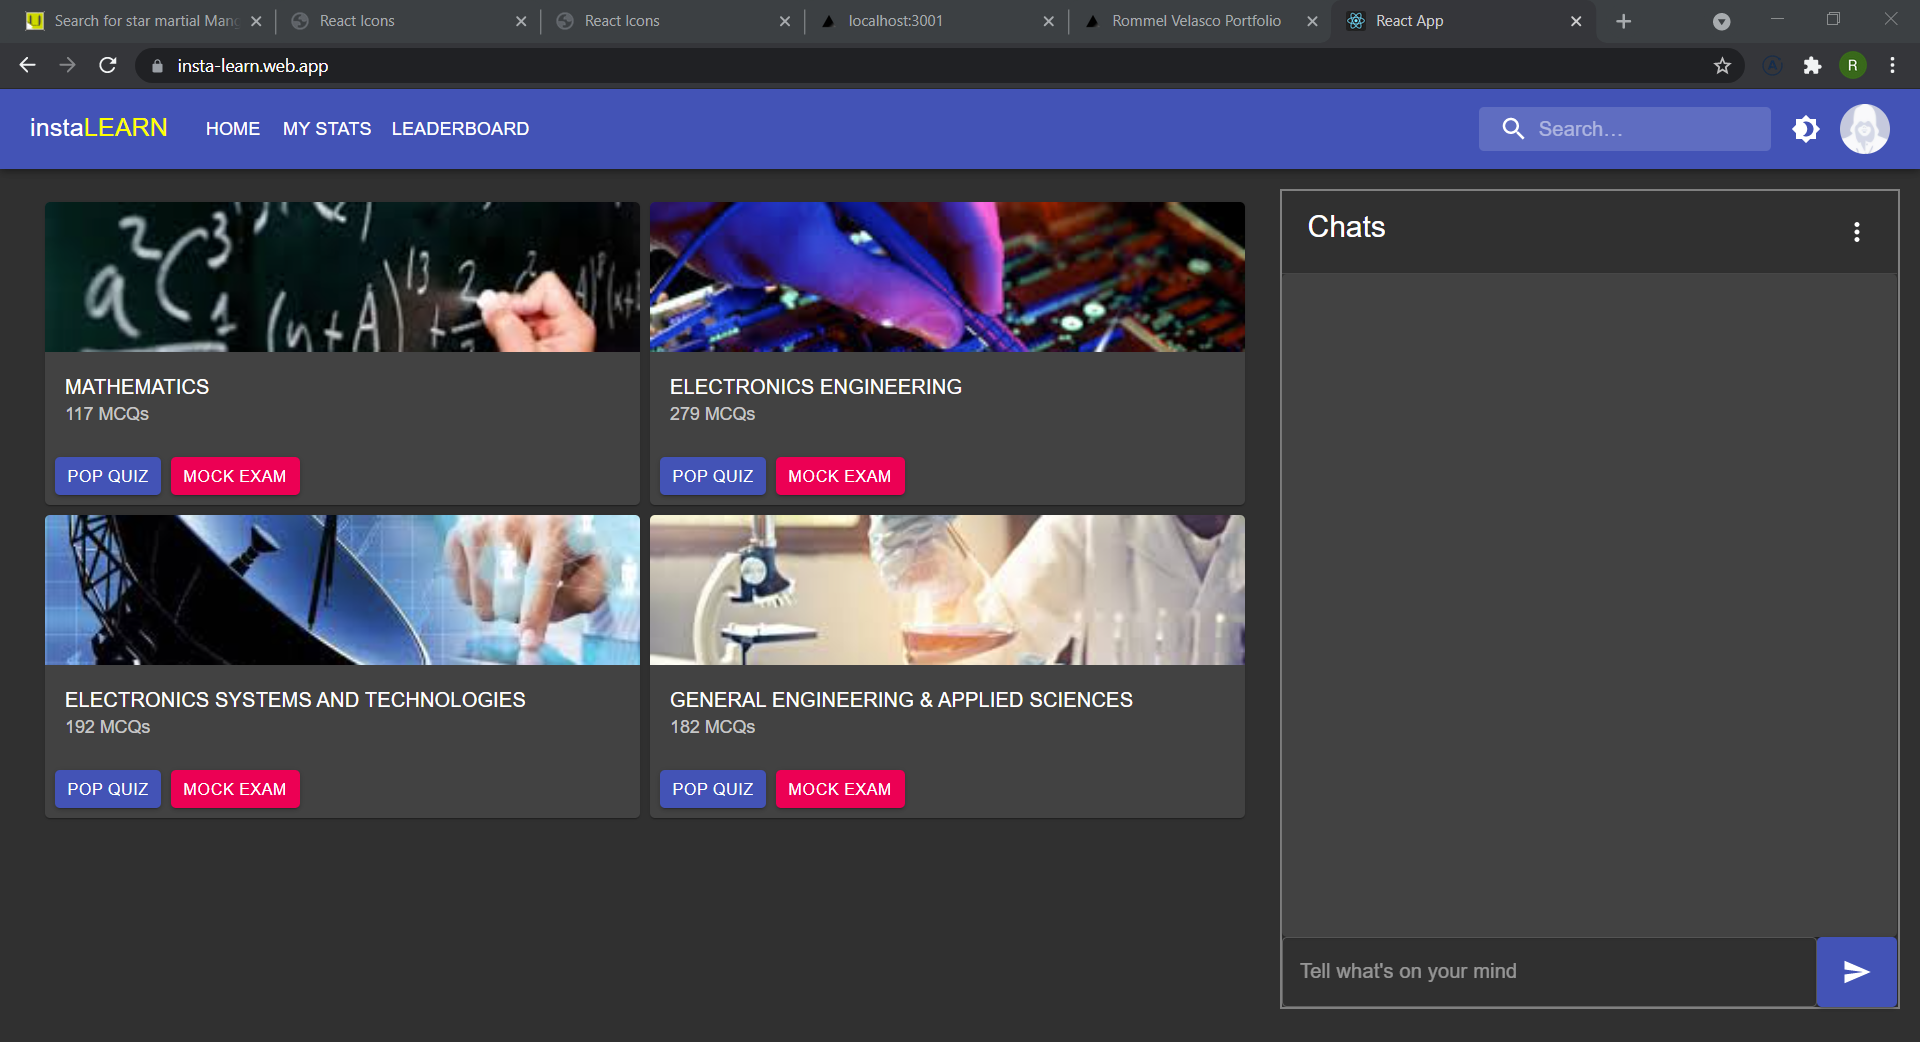 Search for star martial Mang
React Icons
React Icons
localhost:3001
Rommel Velasco Portfolio
React App
insta-learn.web.app
R
instaLEARN
HOME
MY STATS
LEADERBOARD
Search...
MATHEMATICS
117 MCQs
POP QUIZ
MOCK EXAM
ELECTRONICS ENGINEERING
279 MCQs
POP QUIZ
MOCK EXAM
ELECTRONICS SYSTEMS AND TECHNOLOGIES
192 MCQs
POP QUIZ
MOCK EXAM
GENERAL ENGINEERING & APPLIED SCIENCES
182 MCQs
POP QUIZ
MOCK EXAM
Chats
Tell what's on your mind